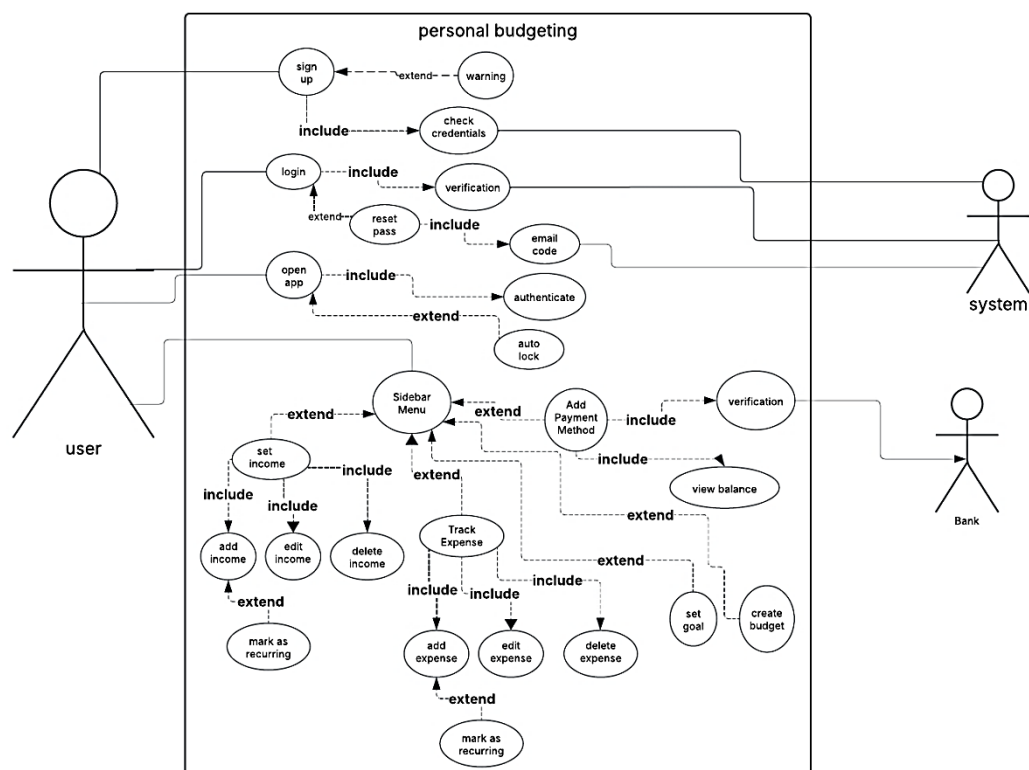 personal budgeting
sign
up
extend
warning
include
check
credentials
login
include
verification
extend
reset
pass
include
email
code
open
app
include
authenticate
extend
auto
lock
user
system
Sidebar
Menu
extend
extend
Add
Payment
Method
include
verification
set
income
include
include
view balance
extend
Bank
include
include
extend
add
income
edit
income
delete
income
Track
Expense
extend
include
include
include
set
goal
create
budget
extend
mark as
recurring
add
expense
edit
expense
delete
expense
extend
mark as
recurring